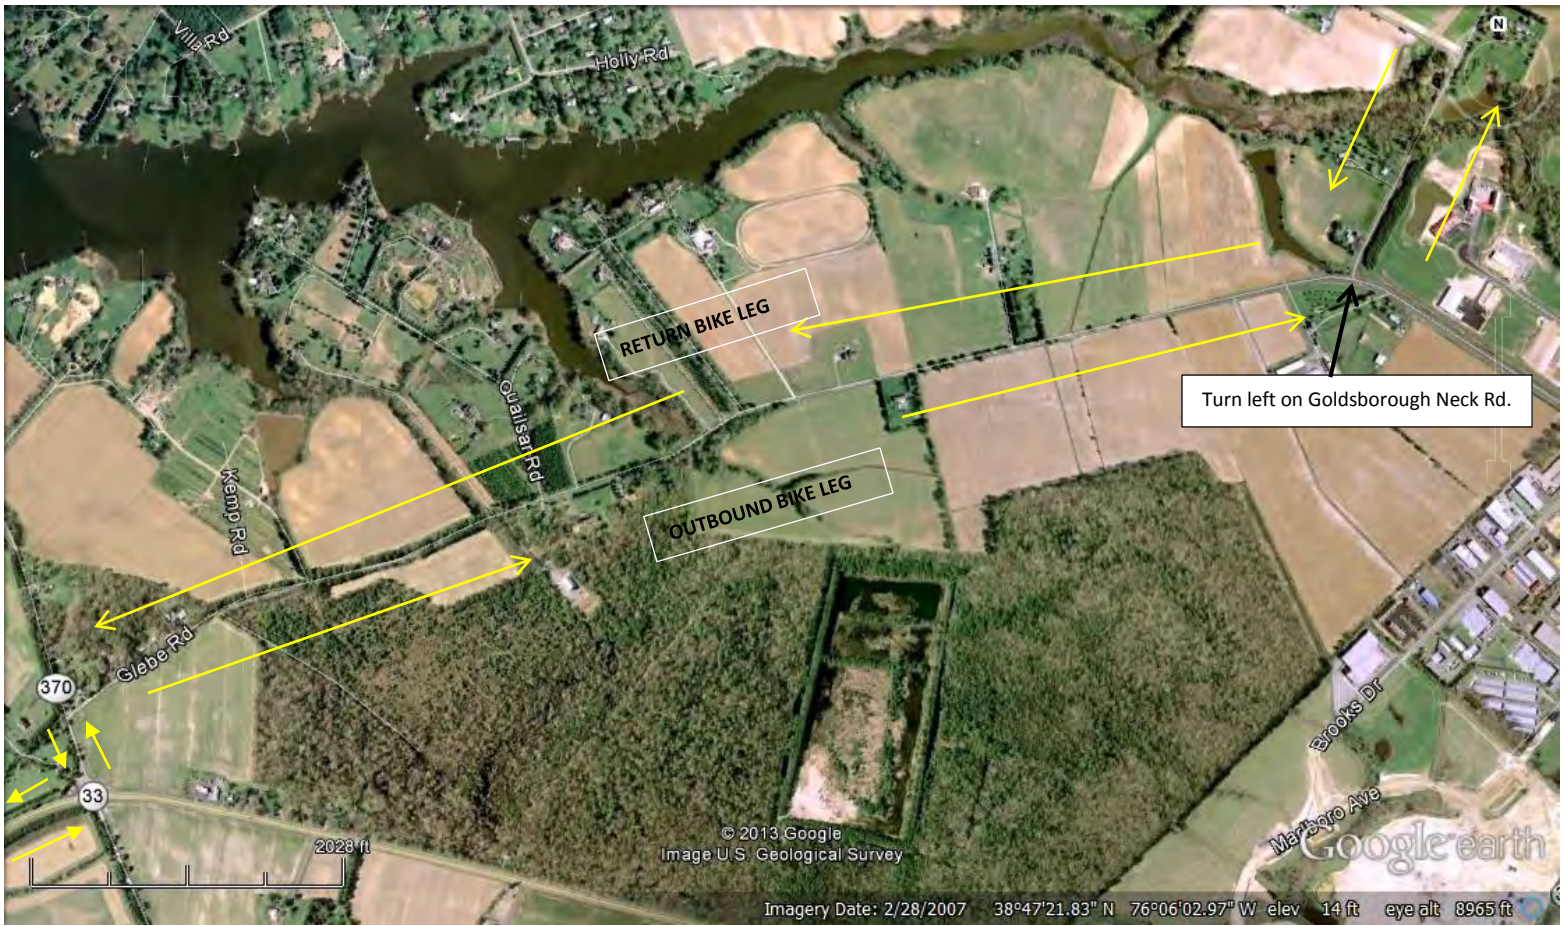 Villa Rd
Holly Rd
N
RETURN BIKE LEG
Turn left on Goldsborough Neck Rd.
Quailsar Rd
Kemp Rd
OUTBOUND BIKE LEG
Glebe Rd
370
33
Brooks Dr
Marlboro Ave
2028 ft
© 2013 Google
Image U.S. Geological Survey
Google earth
Imagery Date: 2/28/2007 38°47'21.83" N 76°06'02.97" W elev 14 ft eye alt 8965 ft